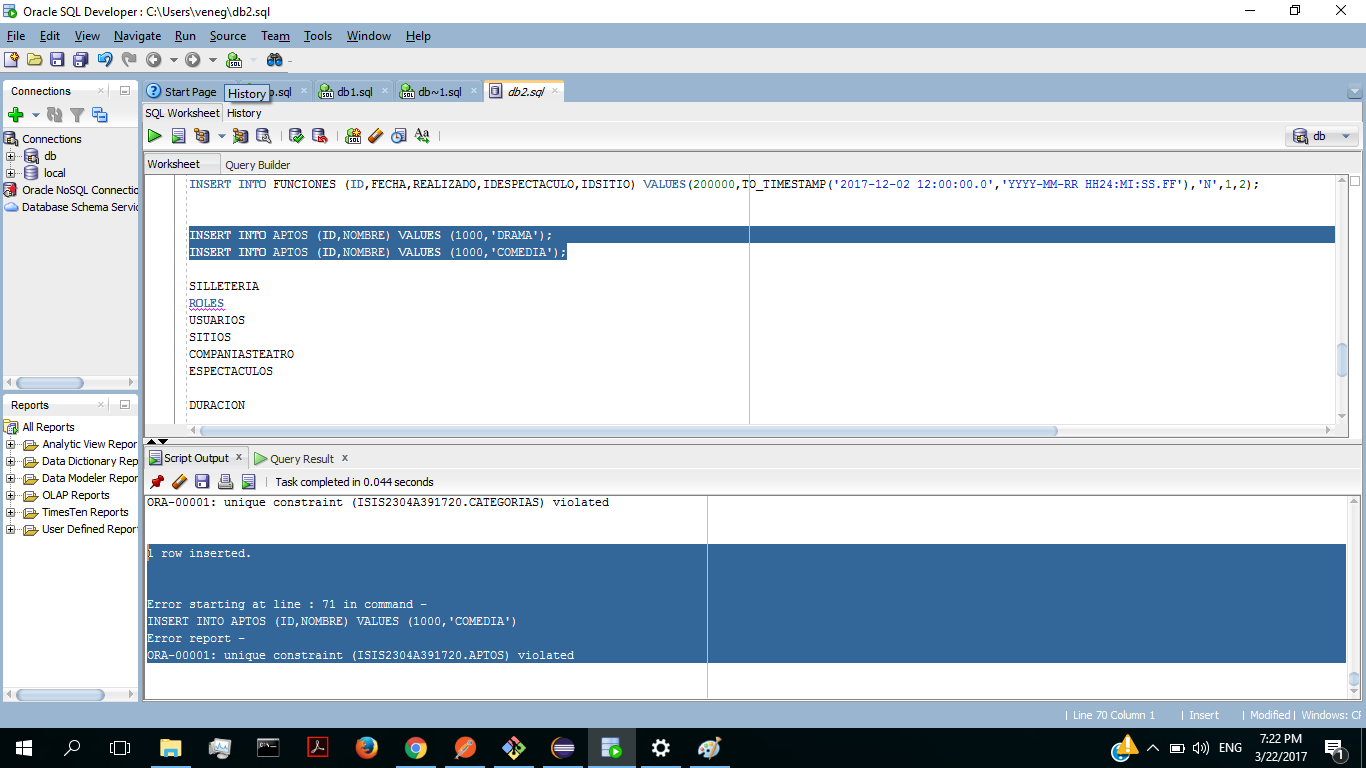 Oracle SQL Developer : C:\Users\veneg\db2.sql
File Edit View Navigate Run Source Team Tools Window Help
Connections
Connections
db
local
Oracle NoSQL Connectio
Database Schema Servic
Reports
All Reports
Analytic View Repor
Data Dictionary Rep
Data Modeler Repor
OLAP Reports
TimesTen Reports
User Defined Repor
Start Page
History
b.sql
db1.sql
db~1.sql
db2.sql
SQL Worksheet History
Aa
db
Worksheet Query Builder
INSERT INTO FUNCIONES (ID,FECHA,REALIZADO,IDESPECTACULO,IDSITIO) VALUES(200000,TO_TIMESTAMP('2017-12-02 12:00:00.0','YYYY-MM-RR HH24:MI:SS.FF'),'N',1,2);
INSERT INTO APTOS (ID,NOMBRE) VALUES (1000,'DRAMA');
INSERT INTO APTOS (ID,NOMBRE) VALUES (1000,'COMEDIA');
SILLETERIA
ROLES
USUARIOS
SITIOS
COMPANIASTEATRO
ESPECTACULOS
DURACION
Script Output Query Result
Task completed in 0.044 seconds
ORA-00001: unique constraint (ISIS2304A391720.CATEGORIAS) violated
1 row inserted.
Error starting at line : 71 in command -
INSERT INTO APTOS (ID,NOMBRE) VALUES (1000,'COMEDIA')
Error report -
ORA-00001: unique constraint (ISIS2304A391720.APTOS) violated
Line 70 Column 1 | Insert | Modified | Windows: CF
ENG
7:22 PM
3/22/2017
1